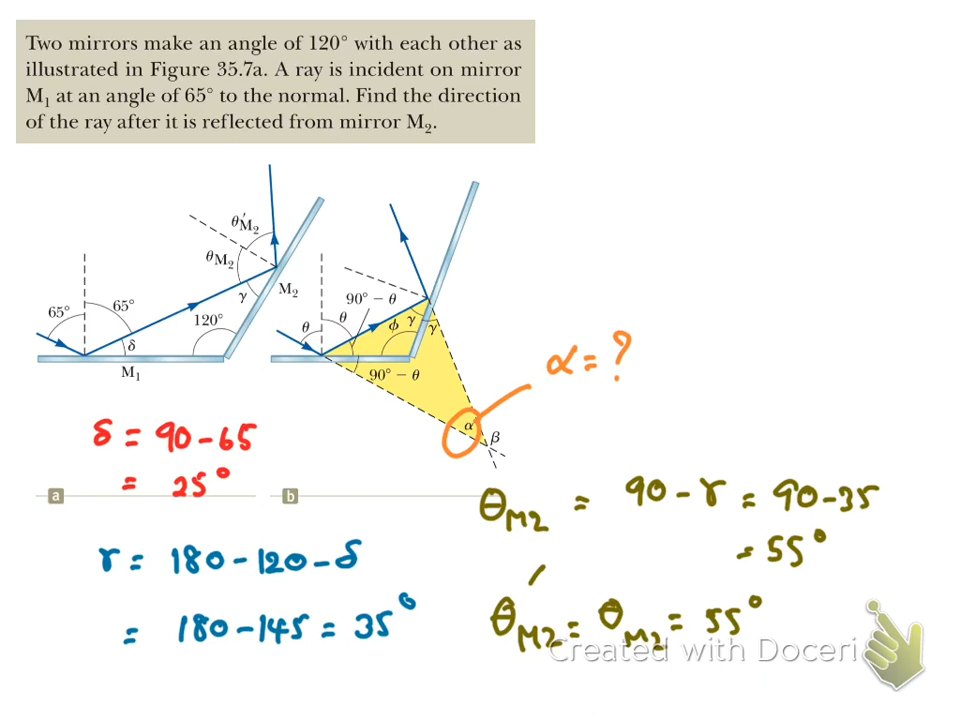 Two mirrors make an angle of 120° with each other as
illustrated in Figure 35.7a. A ray is incident on mirror
M₁ at an angle of 65° to the normal. Find the direction
of the ray after it is reflected from mirror M₂.
θ′M₂
θM₂
65°
65°
γ
M₂
120°
δ
M₁
a
90° − θ
θ
θ
ϕ
γ
γ
90° − θ
α
β
b
α = ?
δ = 90 - 65
= 25°
γ = 180 - 120 - δ
= 180 - 145 = 35°
θM2 = 90 - γ = 90 - 35
= 55°
θ′M2 = θM2 = 55°
Created with Doceri